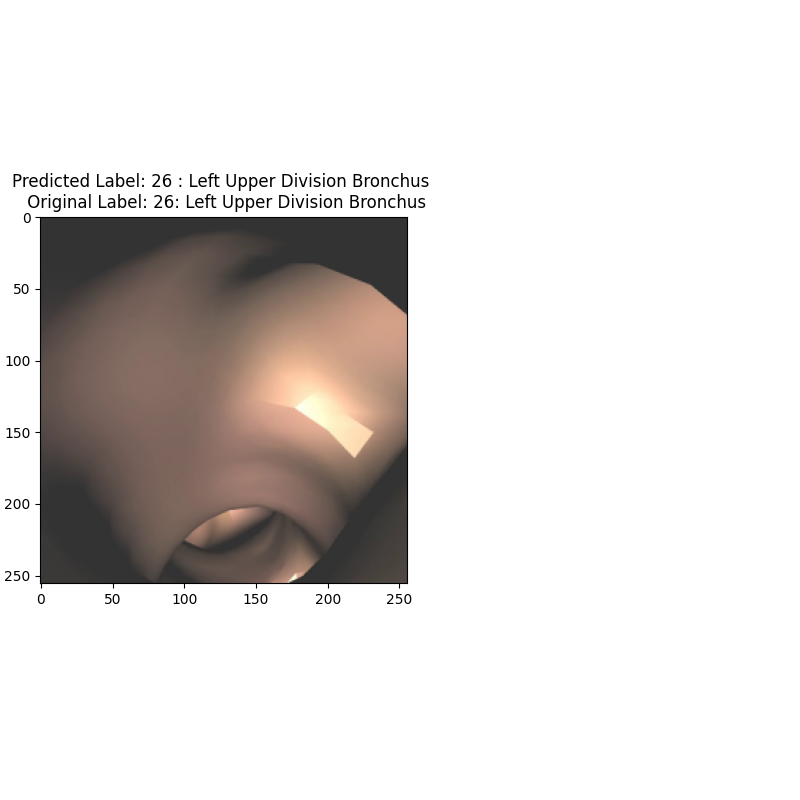 Predicted Label: 26 : Left Upper Division Bronchus
Original Label: 26: Left Upper Division Bronchus
0
50
100
150
200
250
0 50 100 150 200 250